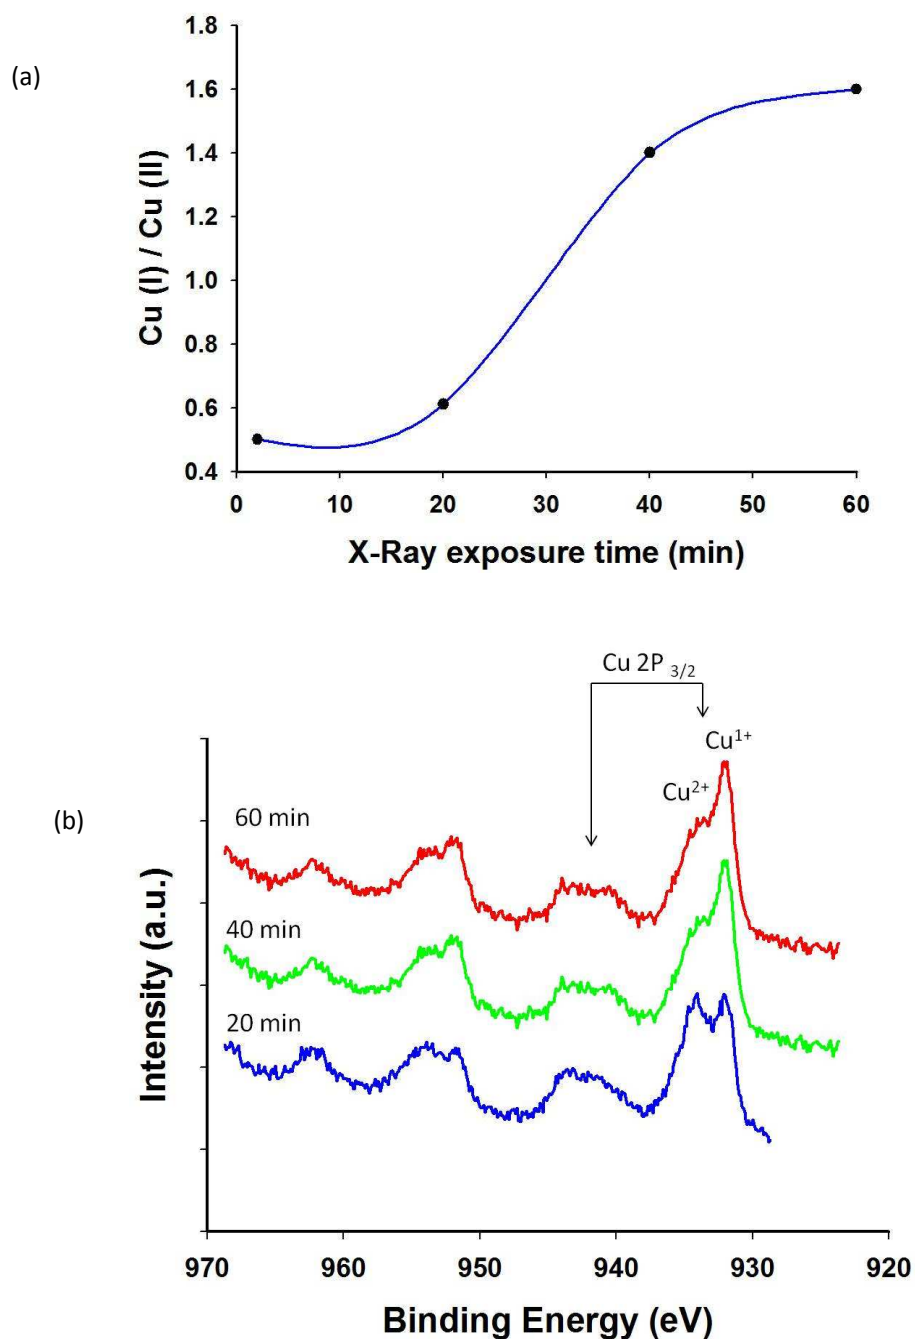 (a)
1.8
1.6
1.4
1.2
1.0
0.8
0.6
0.4
Cu (I) / Cu (II)
0 10 20 30 40 50 60
X-Ray exposure time (min)
(b)
Cu 2P 3/2
Cu1+
Cu2+
60 min
40 min
20 min
Intensity (a.u.)
970 960 950 940 930 920
Binding Energy (eV)